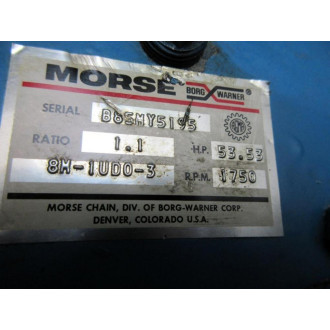 MORSE BORG WARNER ®
SERIAL B65MY5195
RATIO 1.1 H.P. 53.53
8M-1UDO-3 R.P.M. 1750
MORSE CHAIN, DIV. OF BORG-WARNER CORP.
DENVER, COLORADO U.S.A.